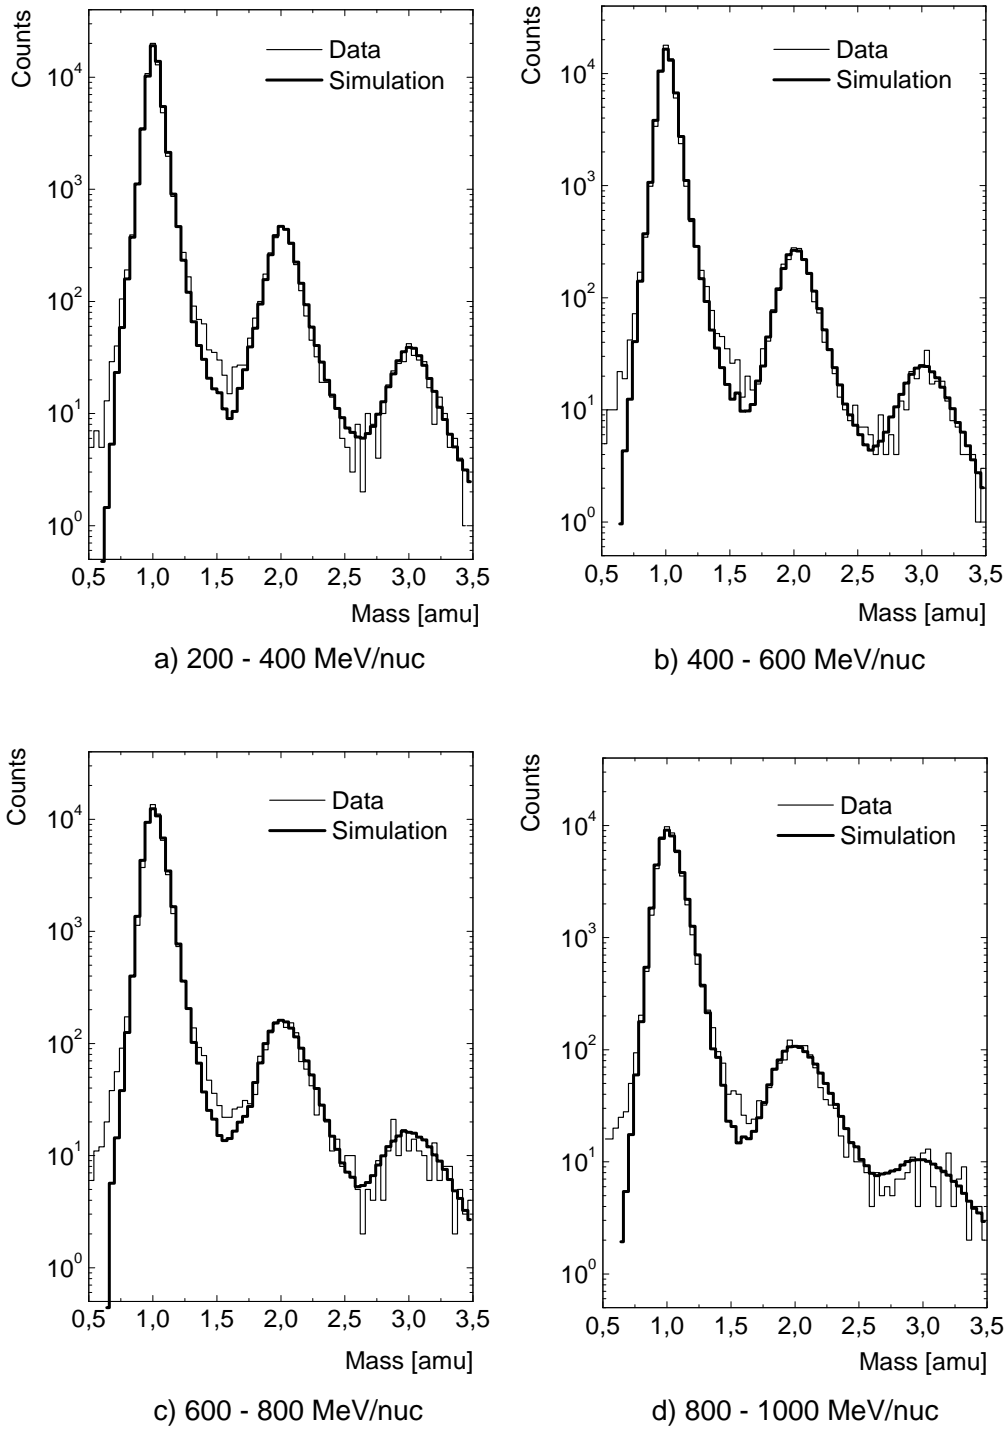 Counts
Data
Simulation
10^4
10^3
10^2
10^1
10^0
0,5 1,0 1,5 2,0 2,5 3,0 3,5
Mass [amu]
a) 200 - 400 MeV/nuc
Counts
Data
Simulation
10^4
10^3
10^2
10^1
10^0
0,5 1,0 1,5 2,0 2,5 3,0 3,5
Mass [amu]
b) 400 - 600 MeV/nuc
Counts
Data
Simulation
10^4
10^3
10^2
10^1
10^0
0,5 1,0 1,5 2,0 2,5 3,0 3,5
Mass [amu]
c) 600 - 800 MeV/nuc
Counts
Data
Simulation
10^4
10^3
10^2
10^1
10^0
0,5 1,0 1,5 2,0 2,5 3,0 3,5
Mass [amu]
d) 800 - 1000 MeV/nuc